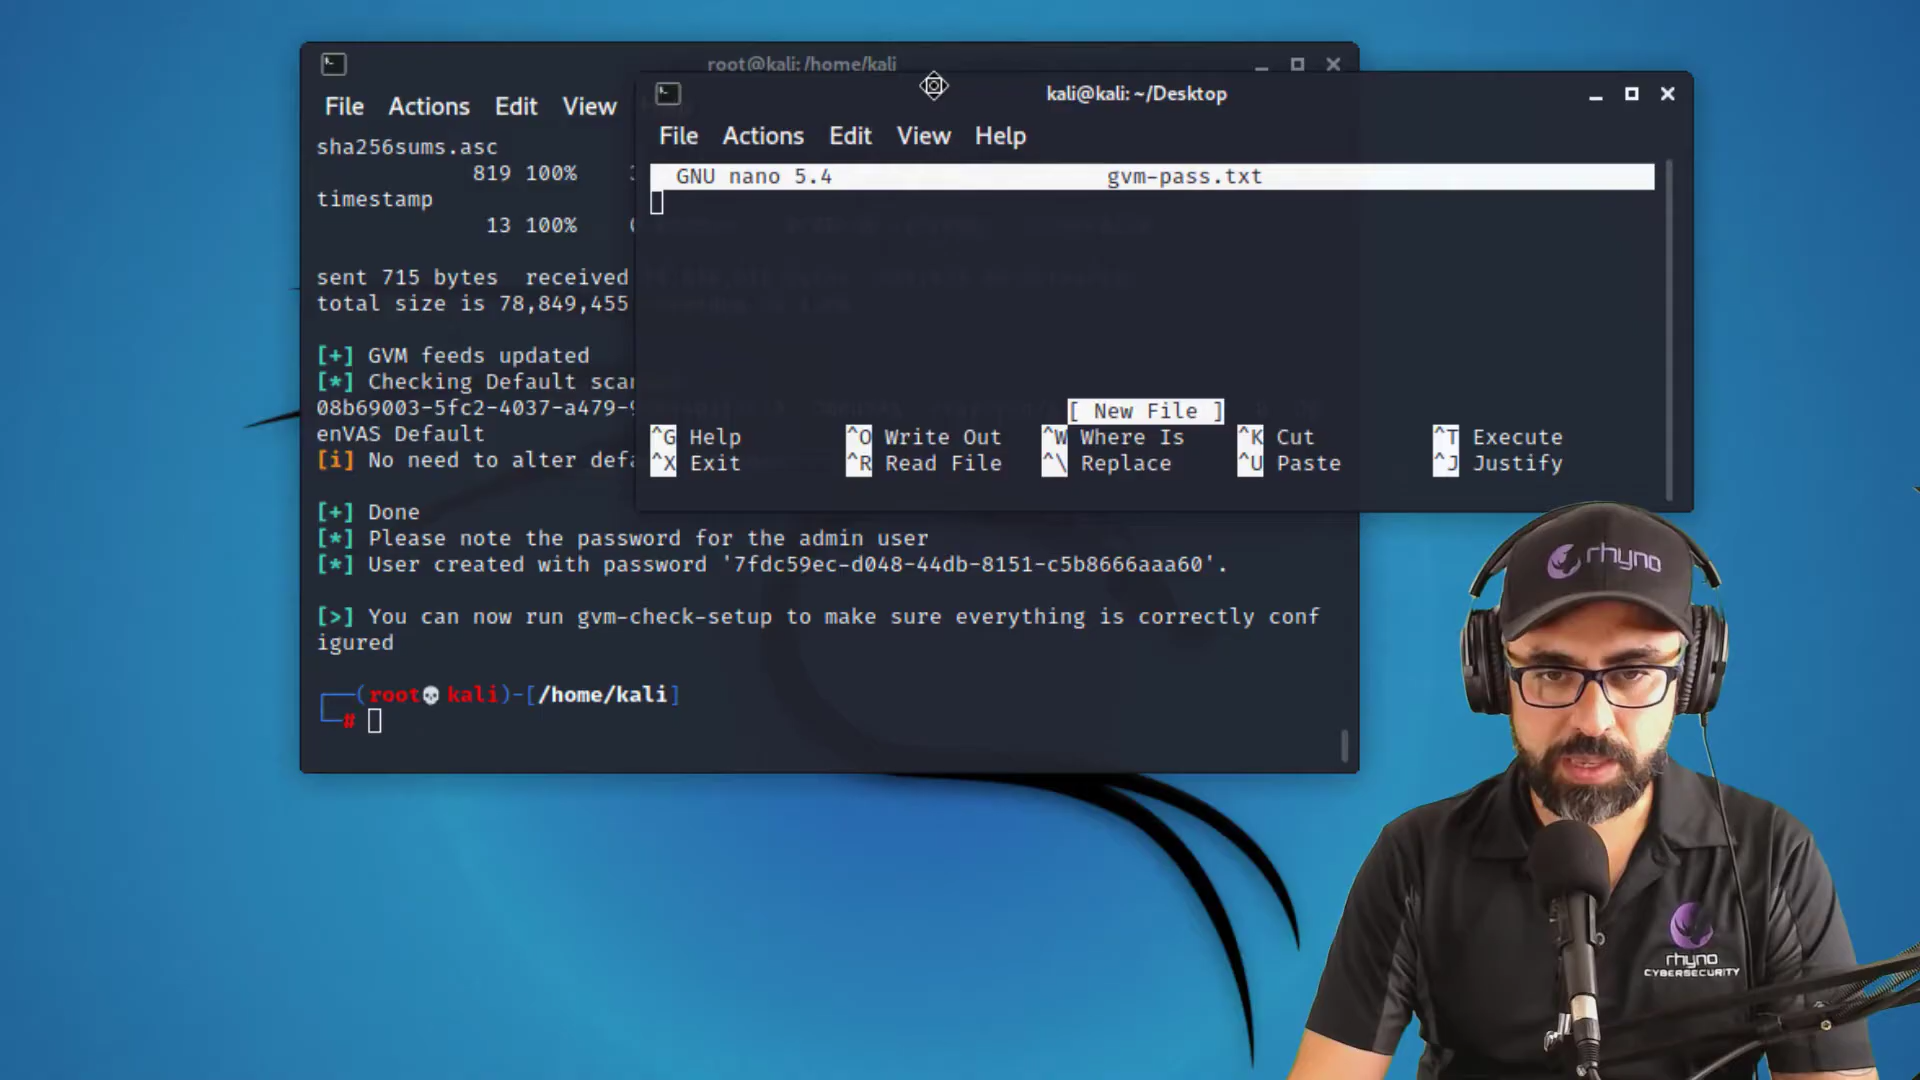 root@kali: /home/kali
File Actions Edit View
sha256sums.asc
819 100%
timestamp
13 100%
sent 715 bytes received
total size is 78,849,455
[+] GVM feeds updated
[*] Checking Default
08b69003-5fc2-4037-a479-
enVAS Default
[i] No need to alter
[+] Done
[*] Please note the password for the admin user
[*] User created with password '7fdc59ec-d048-44db-8151-c5b8666aaa60'.
[>] You can now run gvm-check-setup to make sure everything is correctly conf
igured
(root💀kali)-[/home/kali]
#
kali@kali: ~/Desktop
File Actions Edit View Help
GNU nano 5.4 gvm-pass.txt
[ New File ]
^G Help ^O Write Out ^W Where Is ^K Cut ^T Execute
^X Exit ^R Read File ^\ Replace ^U Paste ^J Justify
rhyno
rhyno
CYBERSECURITY